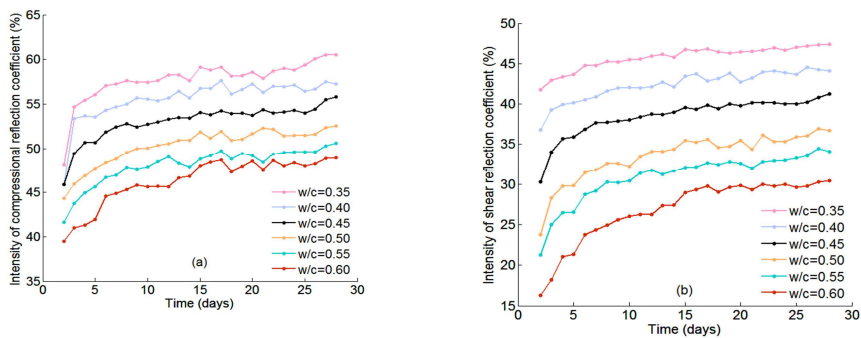 Intensity of compressional reflection coefficient (%)
65
60
55
50
45
40
35
0
5
10
15
20
25
30
Time (days)
(a)
w/c=0.35
w/c=0.40
w/c=0.45
w/c=0.50
w/c=0.55
w/c=0.60
Intensity of shear reflection coefficient (%)
50
45
40
35
30
25
20
15
0
5
10
15
20
25
30
Time (days)
(b)
w/c=0.35
w/c=0.40
w/c=0.45
w/c=0.50
w/c=0.55
w/c=0.60